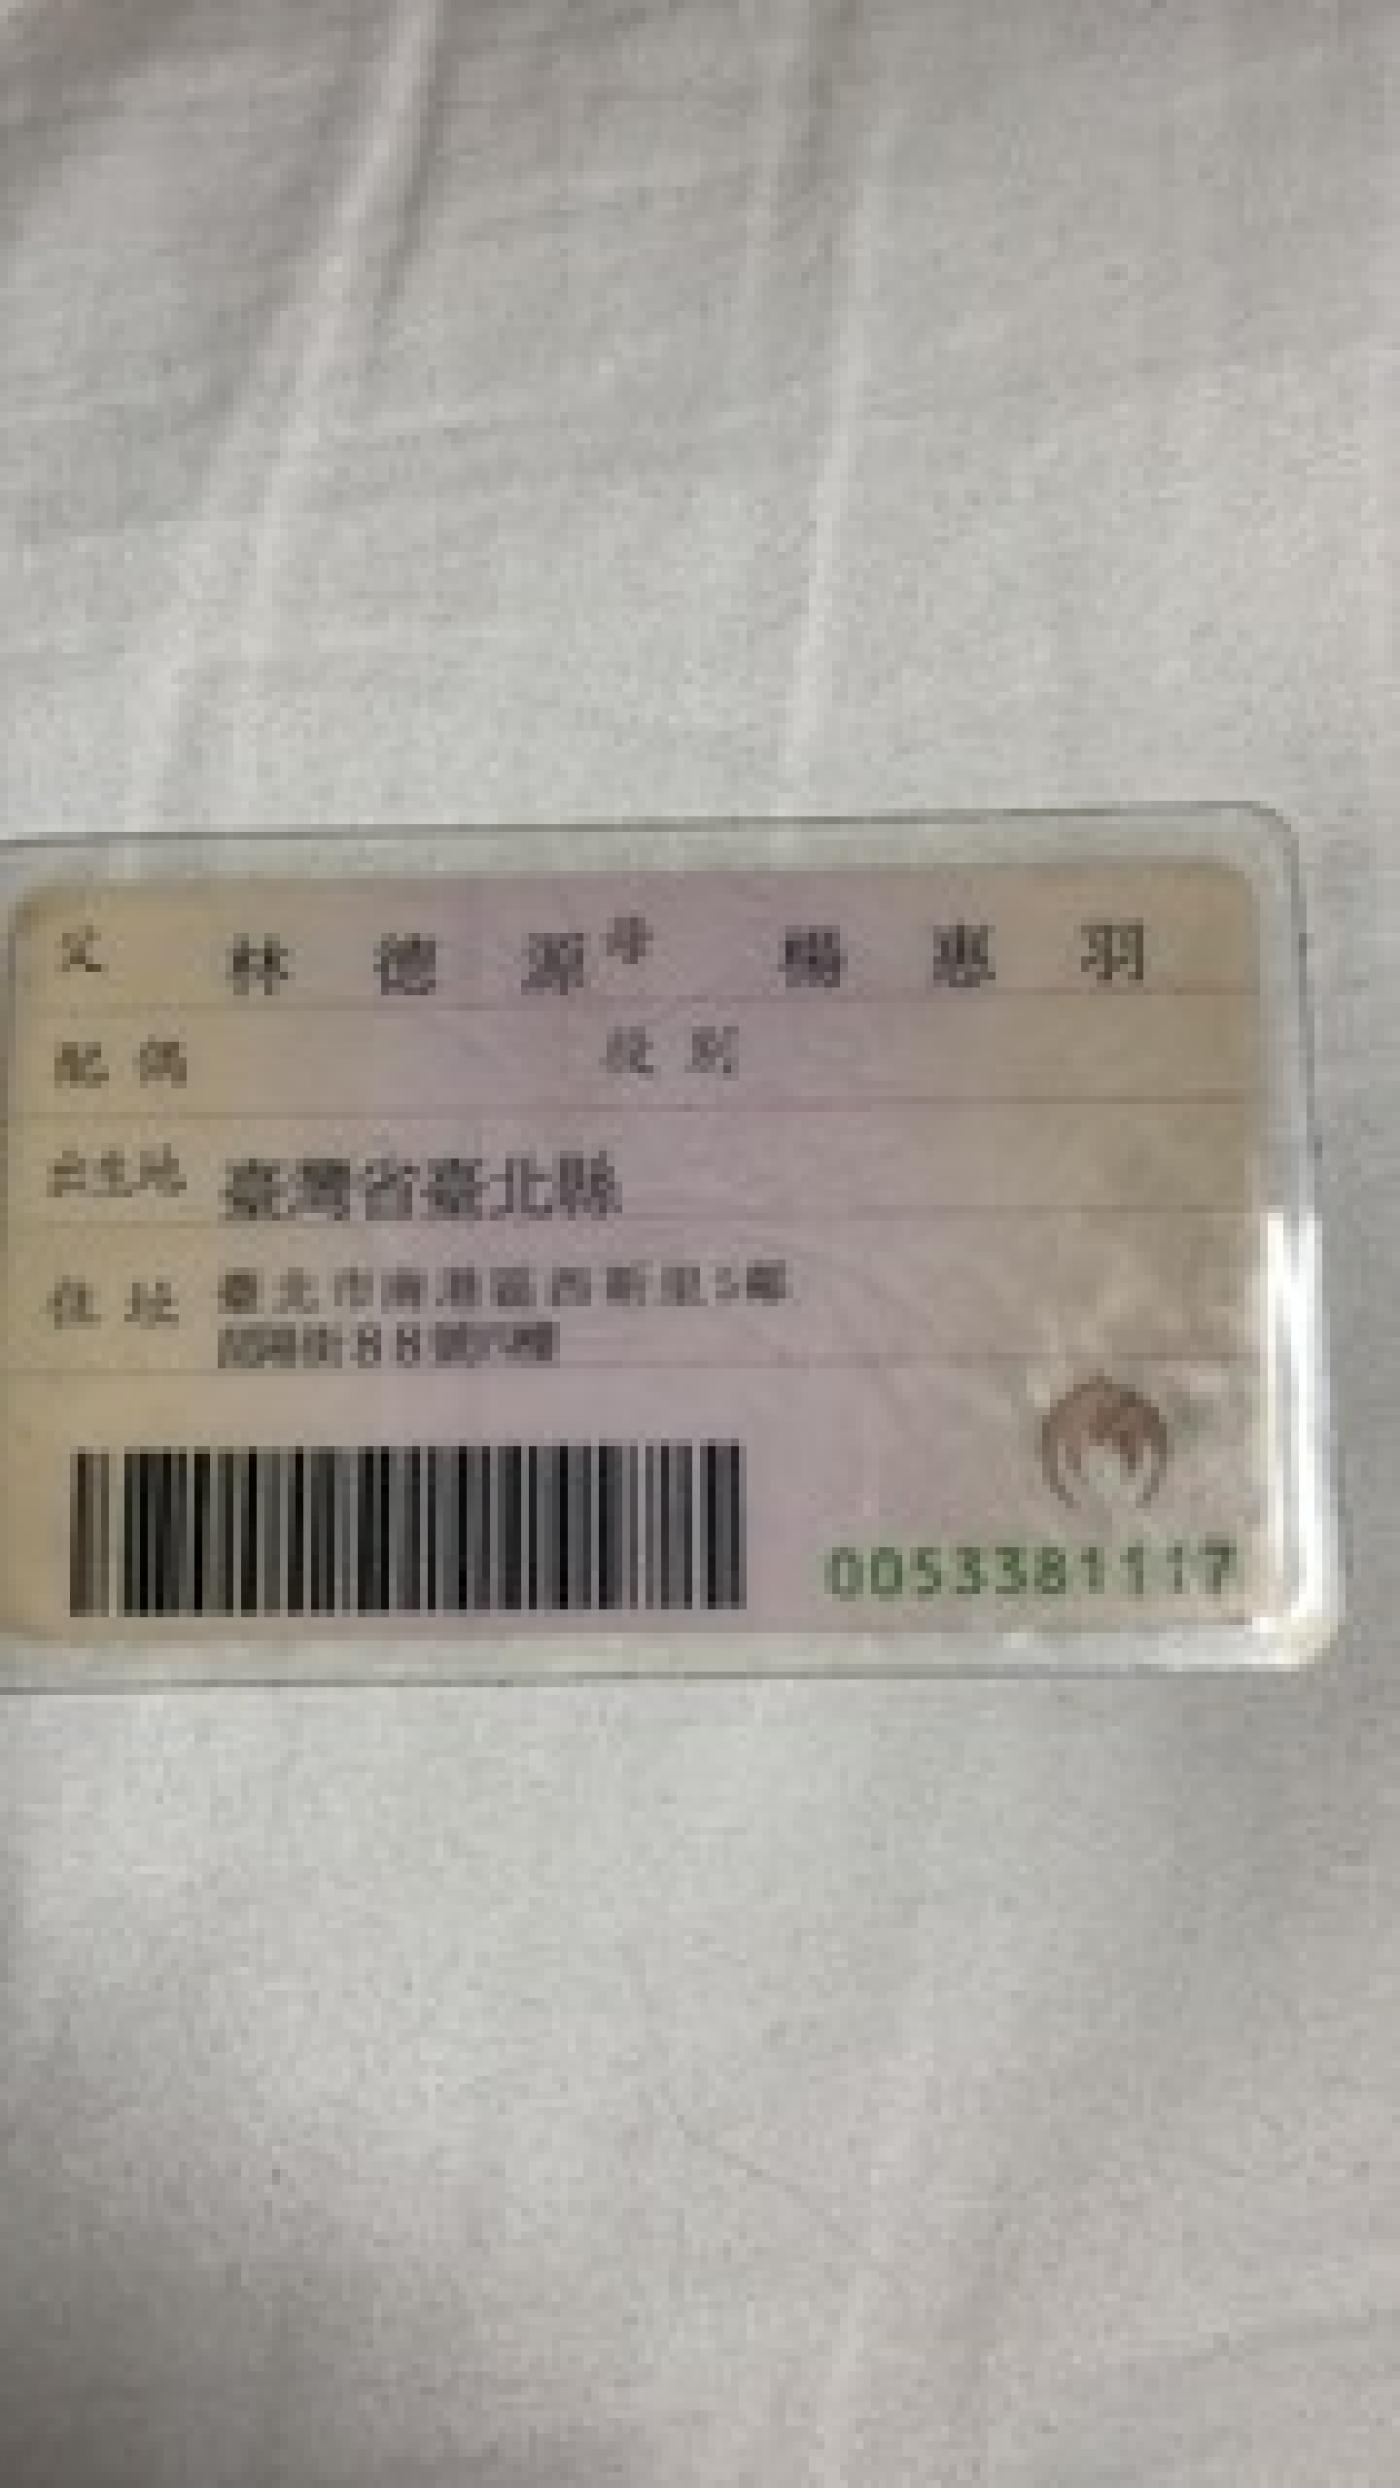 父 林德源 母 楊惠羽
配偶 役別
出生地 臺灣省臺北縣
住址 臺北市南港區西新里5鄰
88號
0053381117